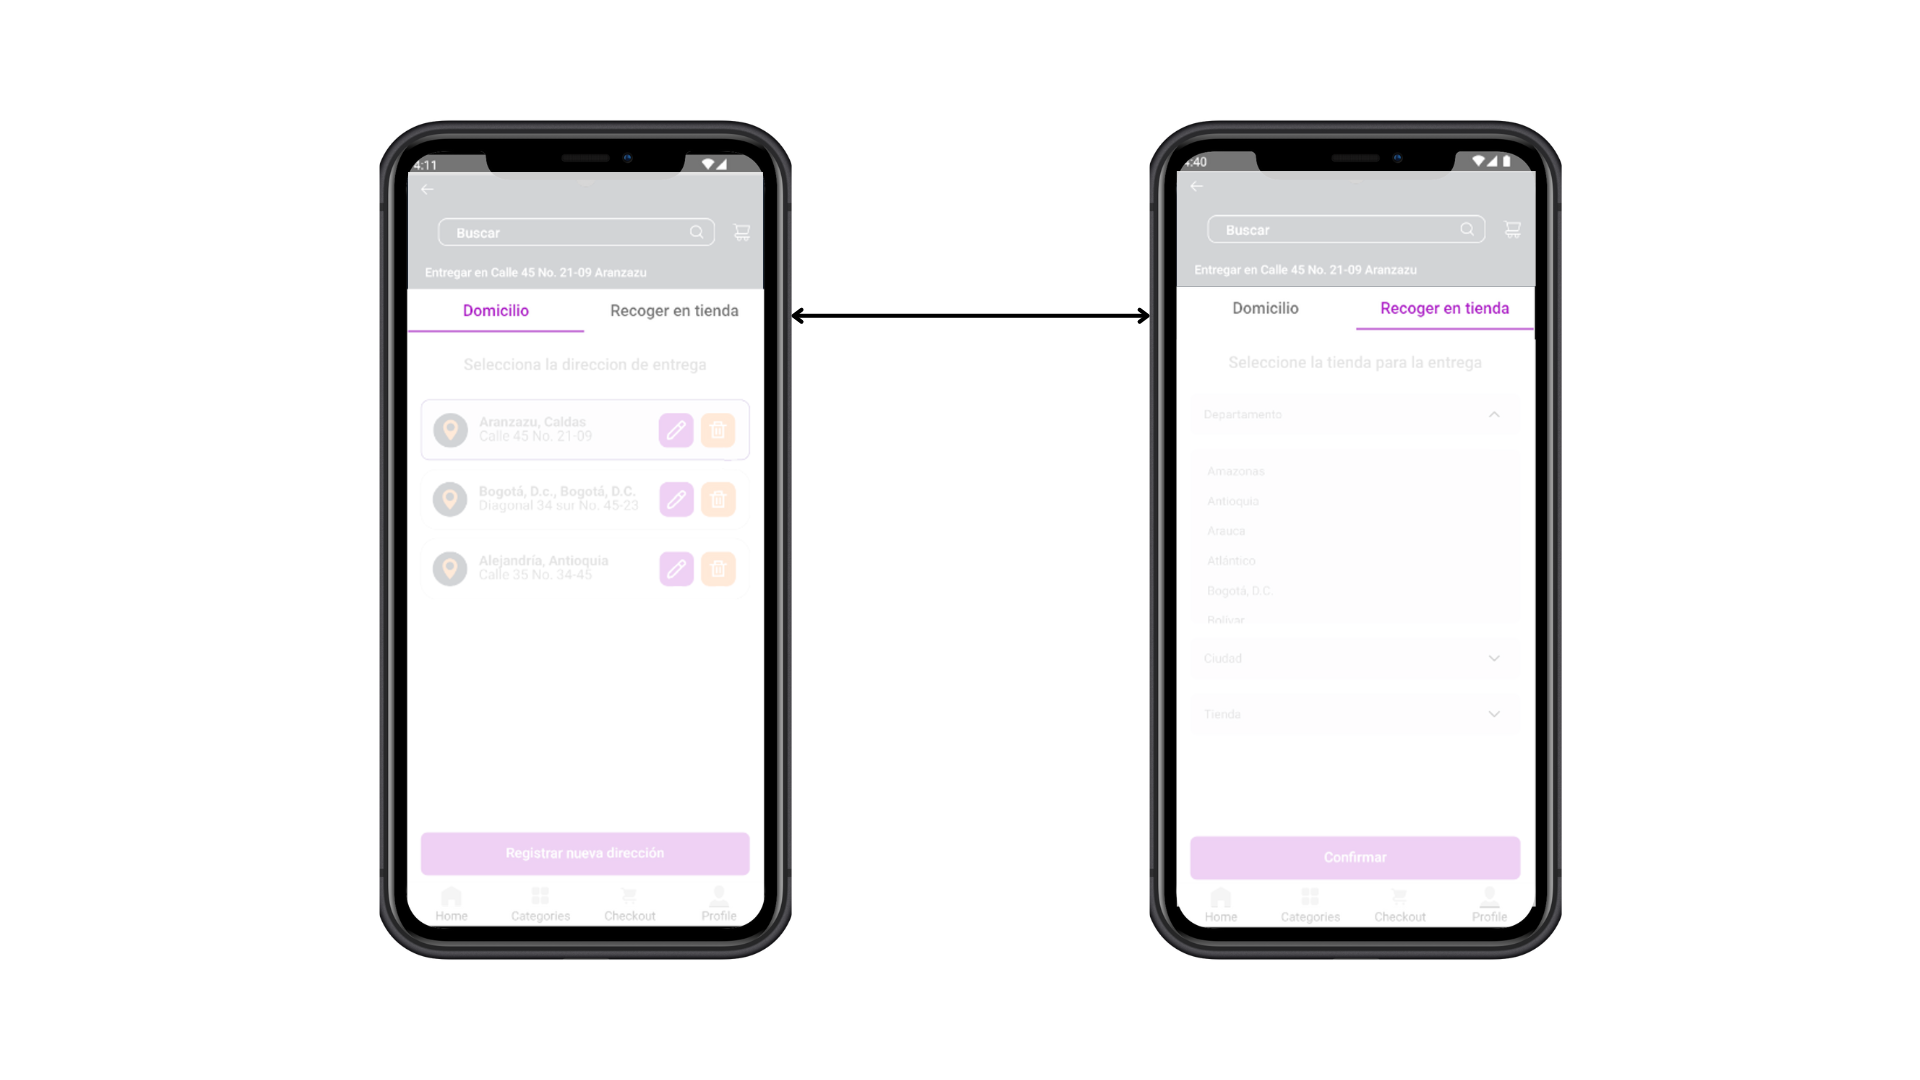 4:11
Buscar
Entregar en Calle 45 No. 21-09 Aranzazu
Domicilio
Recoger en tienda
Selecciona la direccion de entrega
Aranzazu, Caldas
Calle 45 No. 21-09
Bogotá, D.c., Bogotá, D.C.
Diagonal 34 sur No. 45-23
Alejandría, Antioquia
Calle 35 No. 34-45
Registrar nueva dirección
Home
Categories
Checkout
Profile
4:40
Buscar
Entregar en Calle 45 No. 21-09 Aranzazu
Domicilio
Recoger en tienda
Seleccione la tienda para la entrega
Departamento
Amazonas
Antioquia
Arauca
Atlántico
Bogotá, D.C.
Bolívar
Ciudad
Tienda
Confirmar
Home
Categories
Checkout
Profile